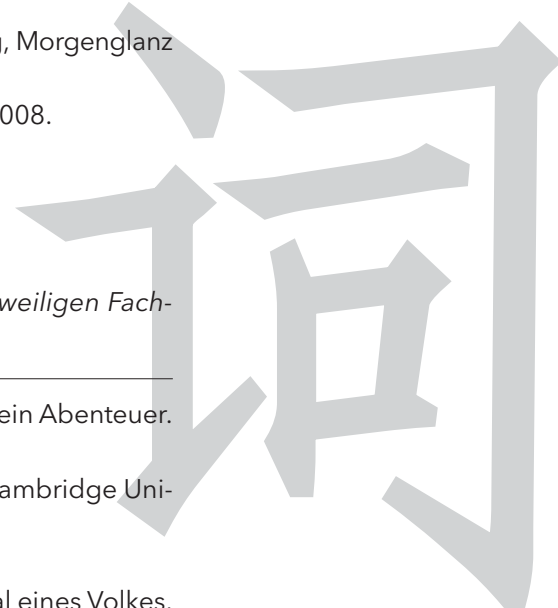 , Morgenglanz
008.
词
weiligen Fach-
ein Abenteuer.
ambridge Uni-
al eines Volkes.